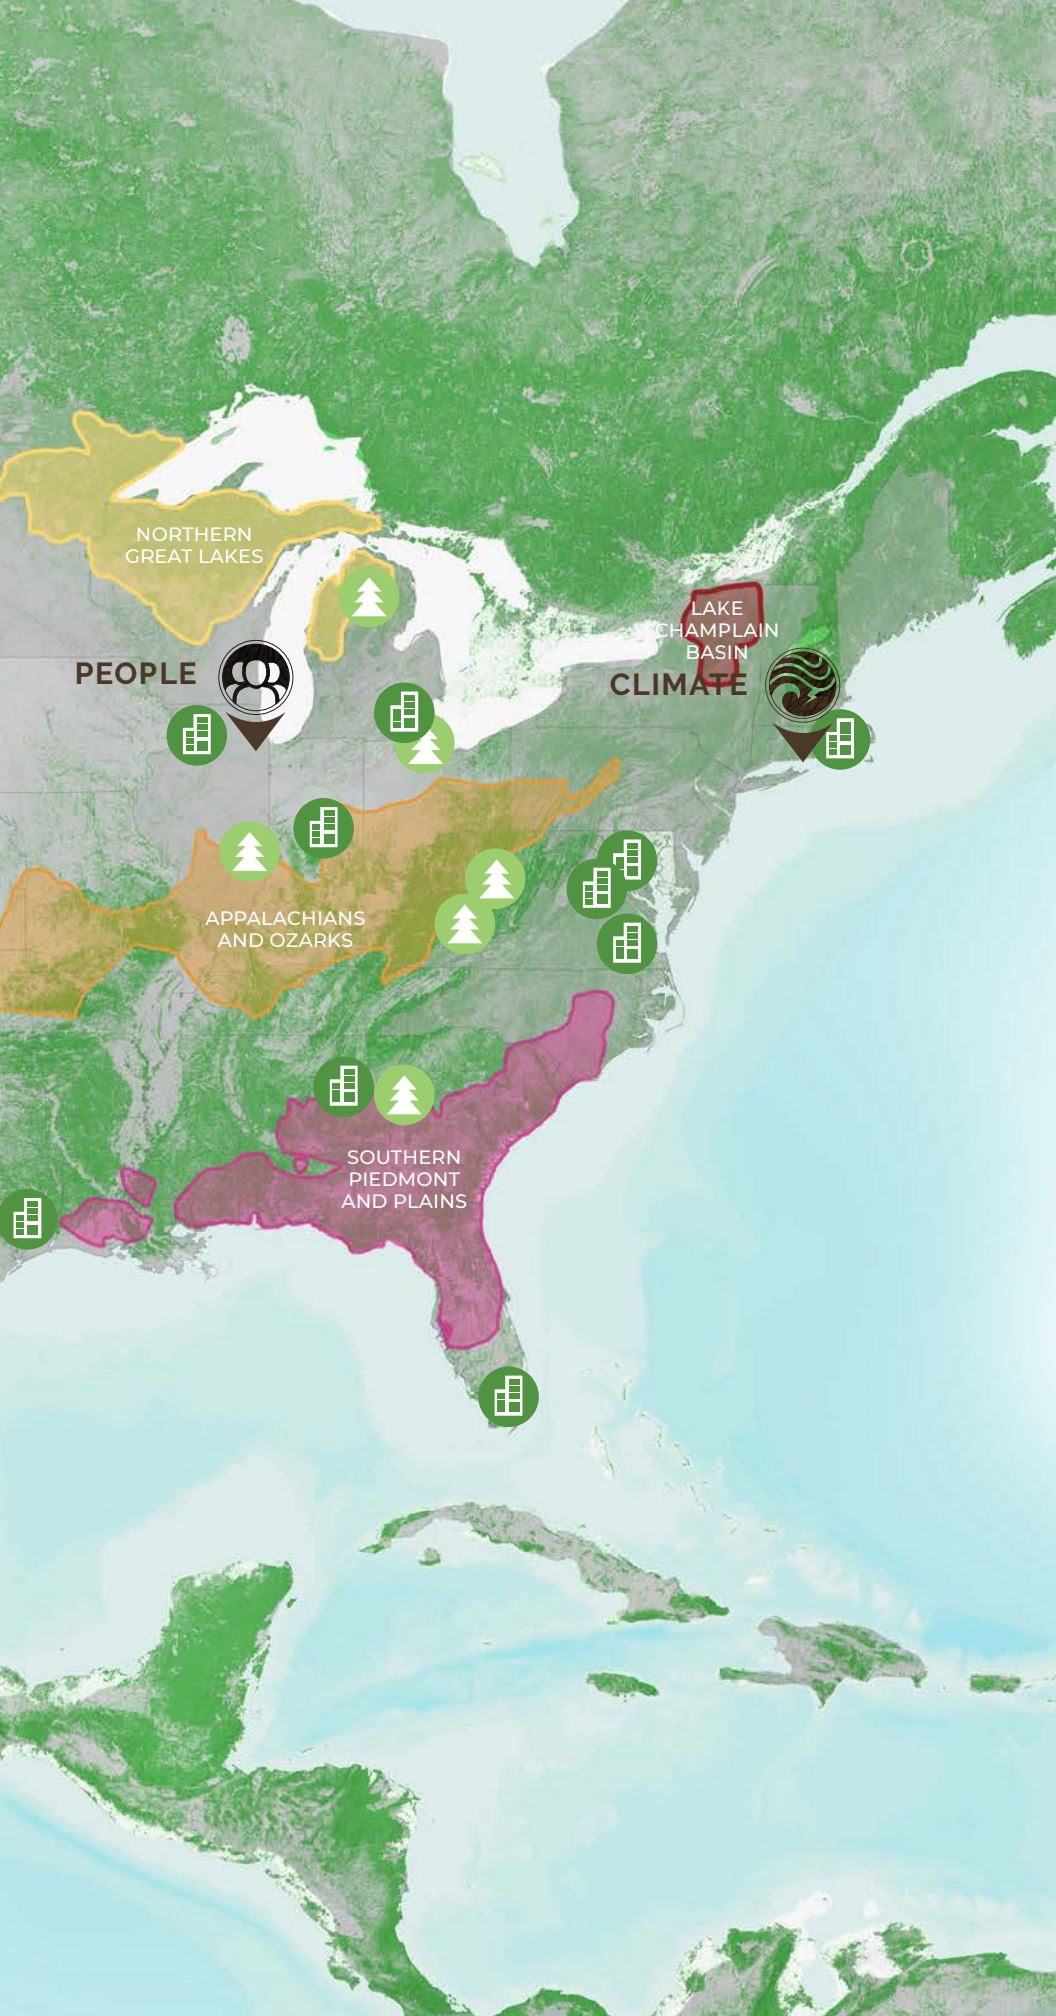 NORTHERN
GREAT LAKES
LAKE
CHAMPLAIN
BASIN
PEOPLE
CLIMATE
APPALACHIANS
AND OZARKS
SOUTHERN
PIEDMONT
AND PLAINS